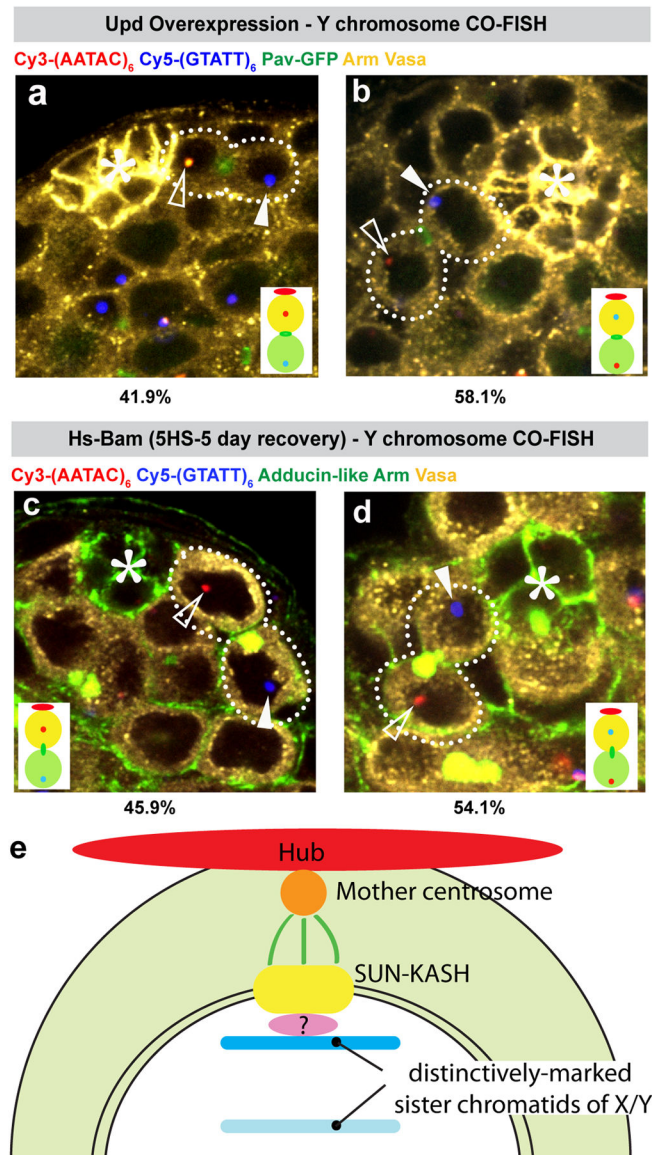 Upd Overexpression - Y chromosome CO-FISH
Cy3-(AATAC)6 Cy5-(GTATT)6 Pav-GFP Arm Vasa
a
b
*
*
41.9%
58.1%
Hs-Bam (5HS-5 day recovery) - Y chromosome CO-FISH
Cy3-(AATAC)6 Cy5-(GTATT)6 Adducin-like Arm Vasa
c
d
*
*
45.9%
54.1%
e
Hub
Mother centrosome
SUN-KASH
?
distinctively-marked
sister chromatids of X/Y